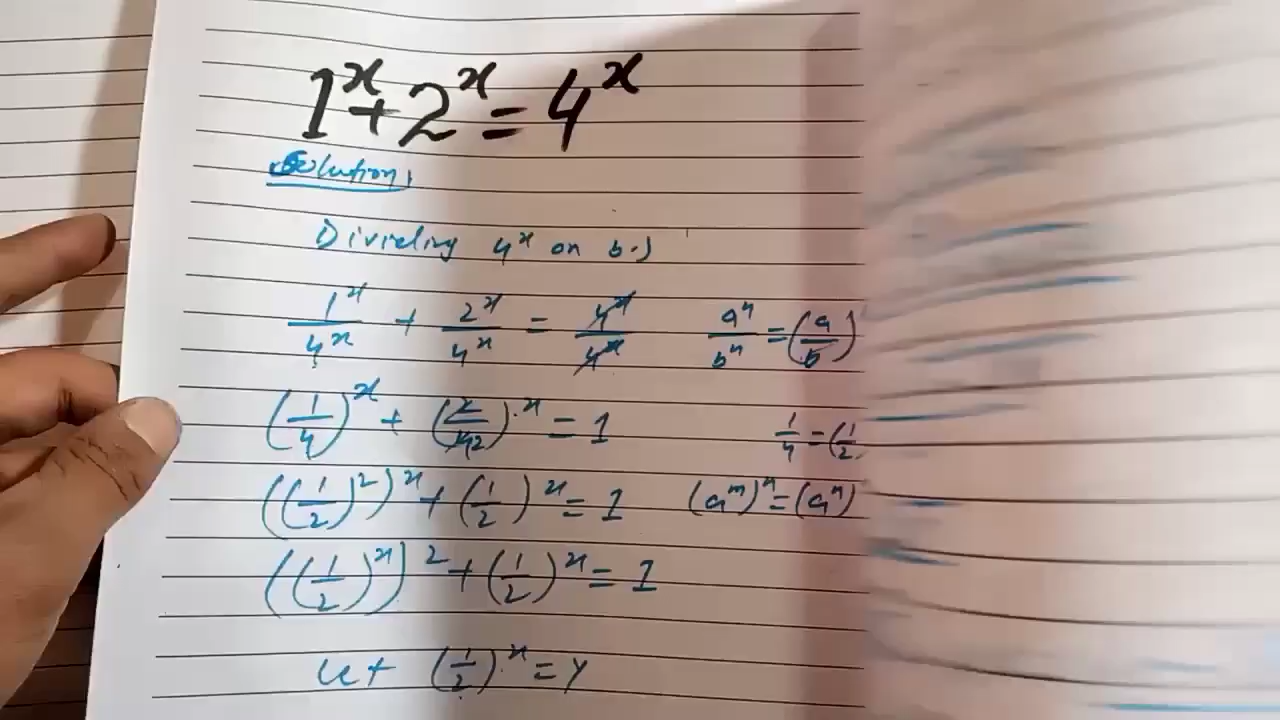 1^x + 2^x = 4^x
Solution,
Dividing 4^x on b.s
1^x/4^x + 2^x/4^x = 4^x/4^x a^n/b^n = (a/b)
(1/4)^x + (2/42)^x = 1 1/4 = (1/2
((1/2)^2)^x + (1/2)^x = 1 (a^m)^n = (a^n)
((1/2)^x)^2 + (1/2)^x = 1
Let (1/2)^x = y